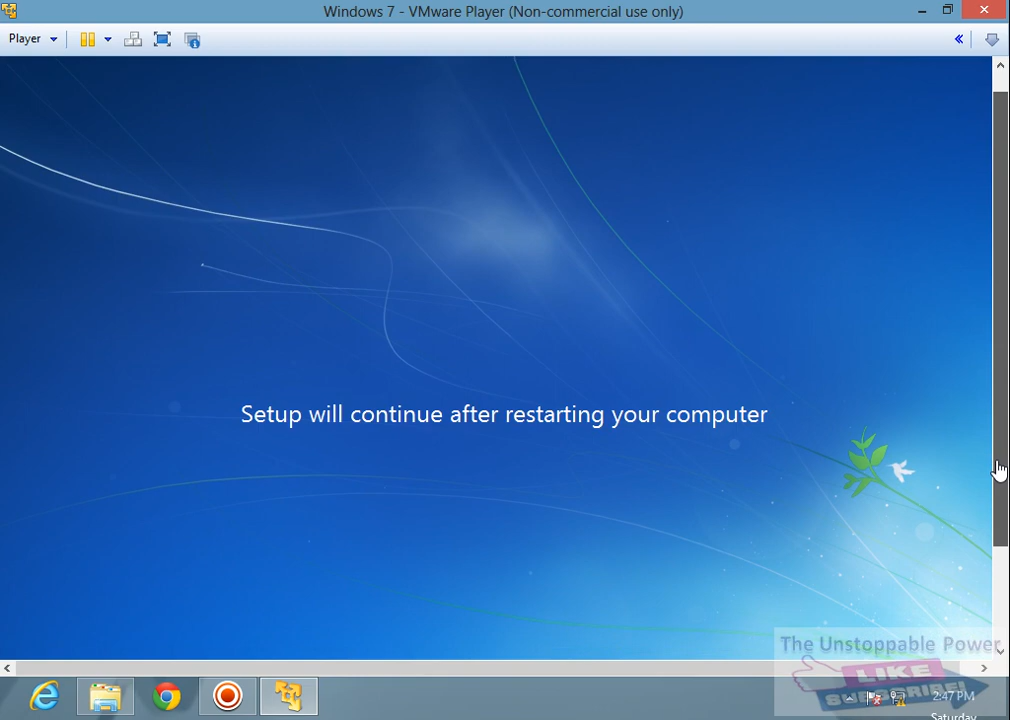 Windows 7 - VMware Player (Non-commercial use only)
Player
Setup will continue after restarting your computer
The Unstoppable Power
LIKE
SUBSCRIBE!
2:47 PM
Saturday